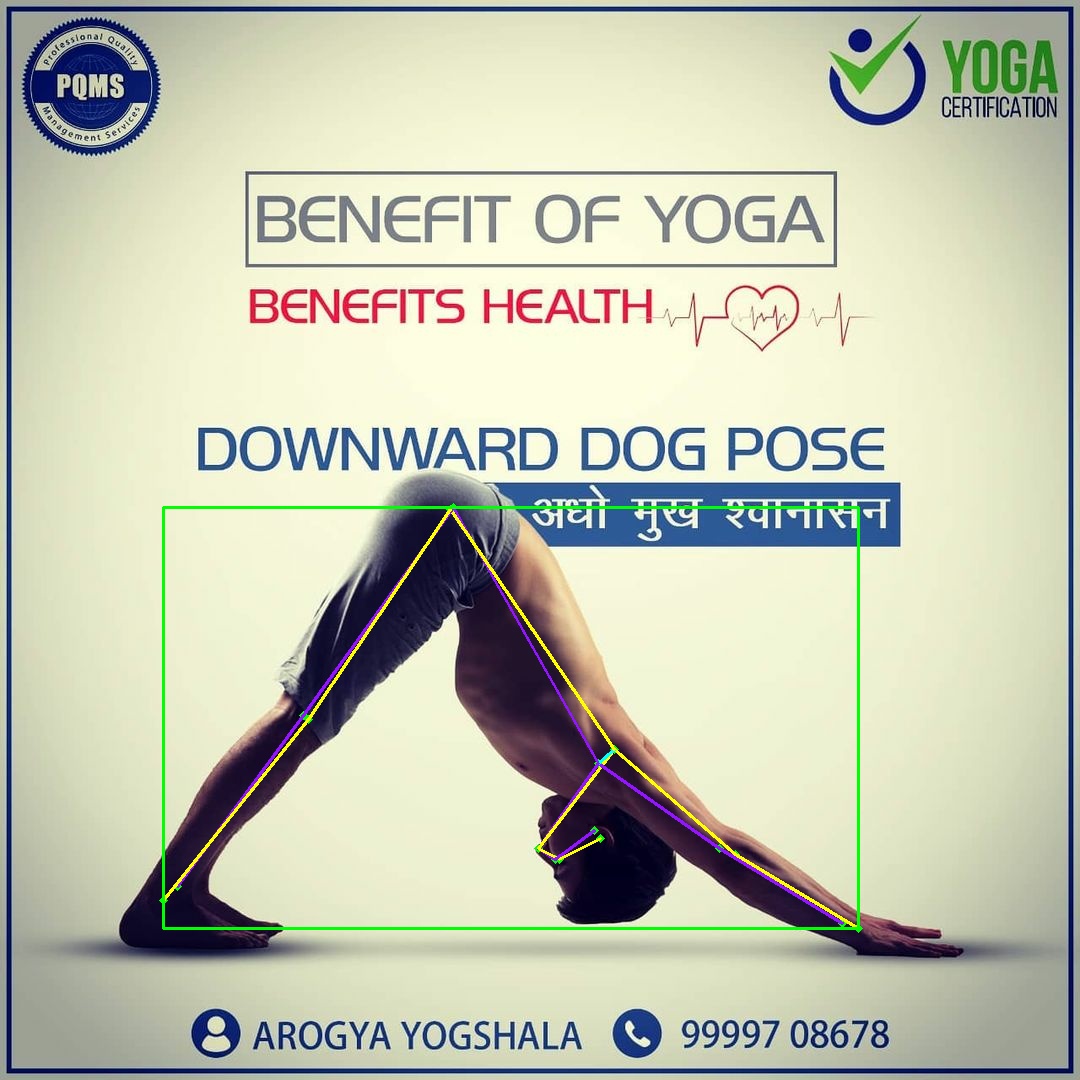 Professional Quality
PQMS
Management Services
YOGA
CERTIFICATION
BENEFIT OF YOGA
BENEFITS HEALTH
DOWNWARD DOG POSE
अधो मुख श्वानासन
AROGYA YOGSHALA
99997 08678